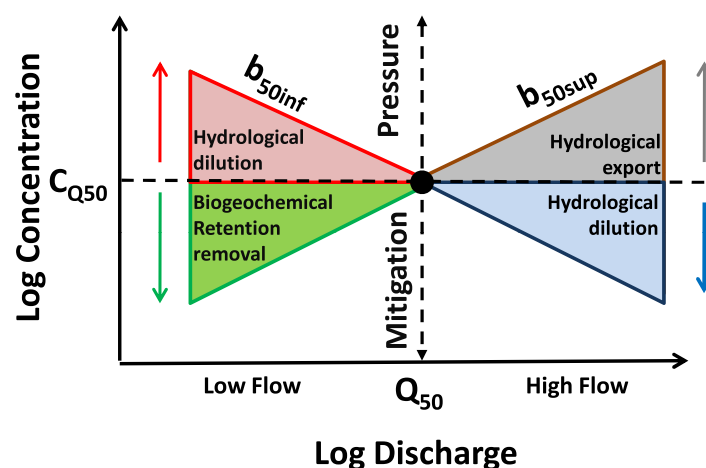 b50inf
Pressure
b50sup
Hydrological
dilution
Hydrological
export
Log Concentration
CQ50
Biogeochemical
Retention
removal
Hydrological
dilution
Mitigation
Low Flow
Q50
High Flow
Log Discharge